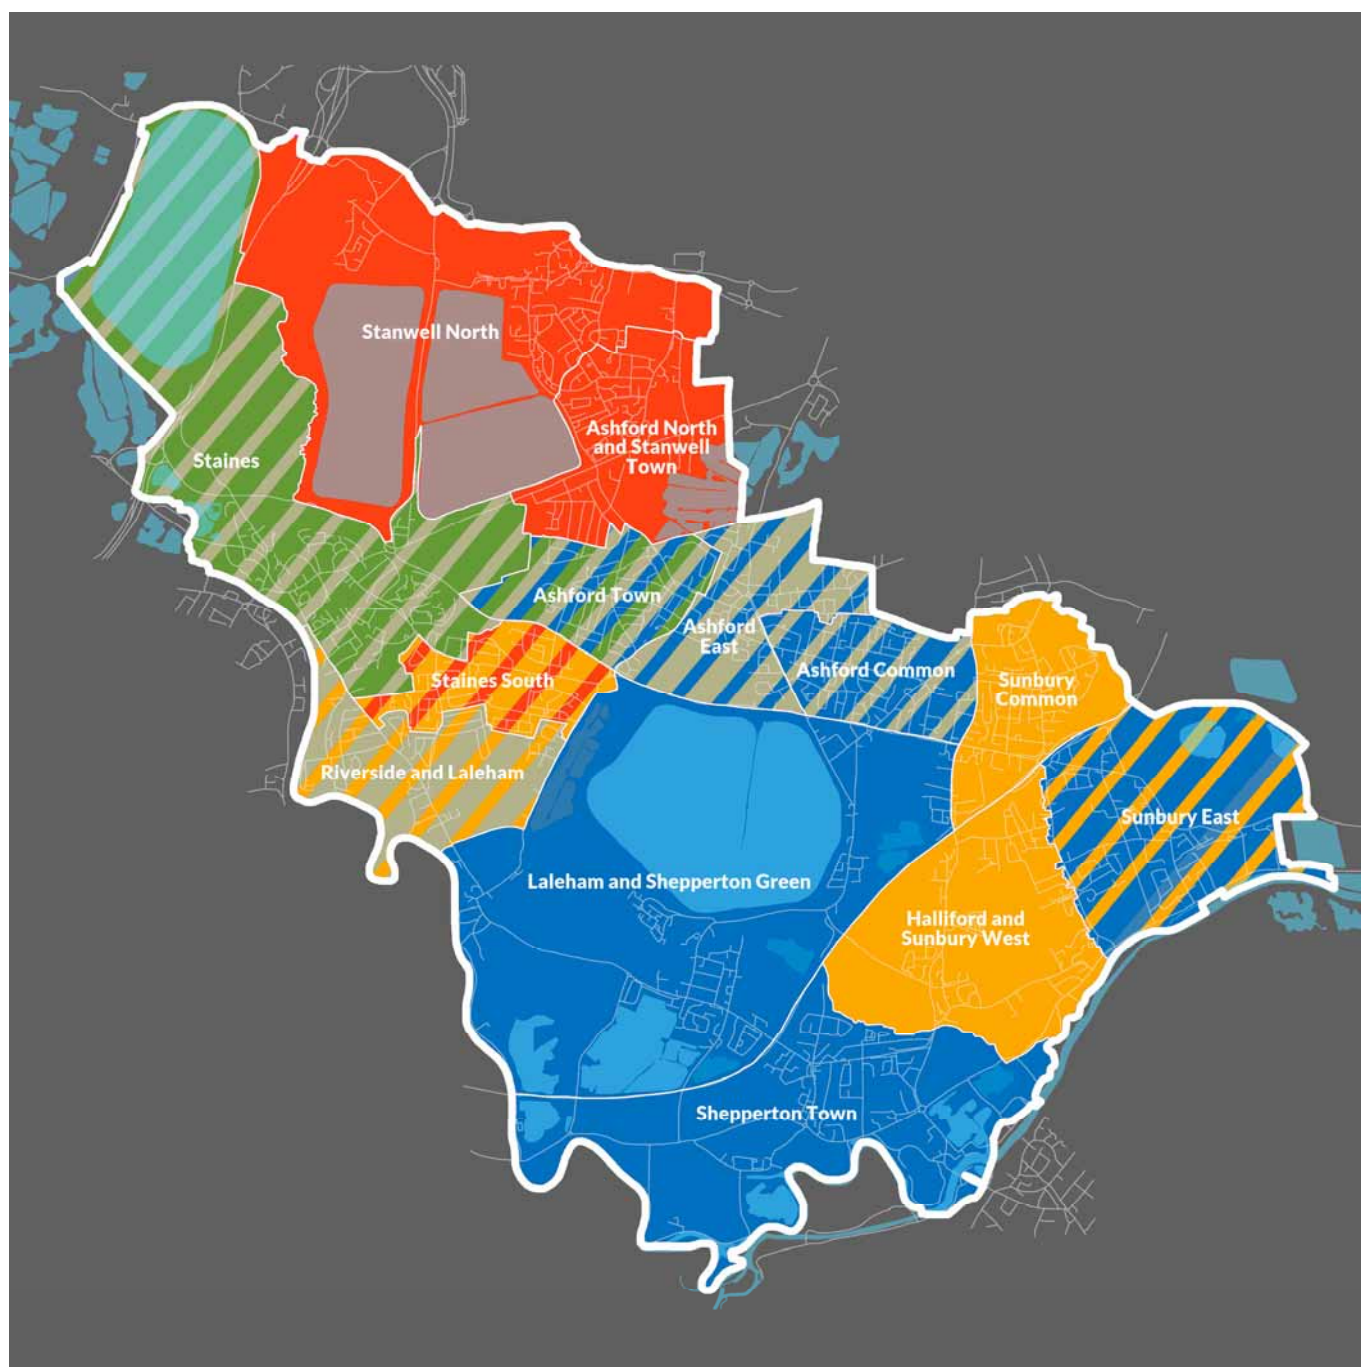 Stanwell North
Ashford North
and Stanwell
Town
Staines
Ashford Town
Ashford
East
Ashford Common
Staines South
Sunbury
Common
Riverside and Laleham
Sunbury East
Laleham and Shepperton Green
Halliford and
Sunbury West
Shepperton Town